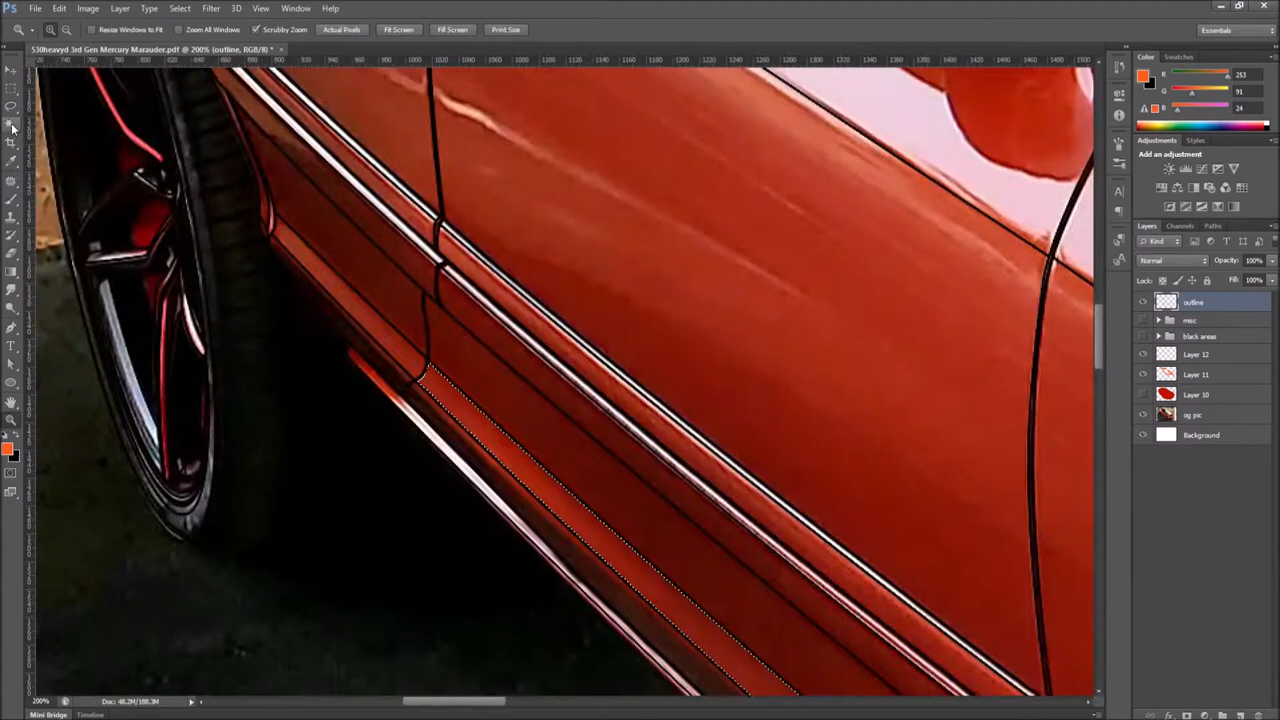 Ps File Edit Image Layer Type Select Filter 3D View Window Help
Resize Windows to Fit Zoom All Windows Scrubby Zoom Actual Pixels Fit Screen Fill Screen Print Size Essentials
530heavyd 3rd Gen Mercury Marauder.pdf @ 200% (outline, RGB/8) * ×
Color Swatches
R 253
G 91
B 24
Adjustments Styles
Add an adjustment
Layers Channels Paths
Kind
Normal Opacity: 100%
Lock: Fill: 100%
outline
misc
black areas
Layer 12
Layer 11
Layer 10
og pic
Background
200% Doc: 48.2M/188.3M
Mini Bridge Timeline